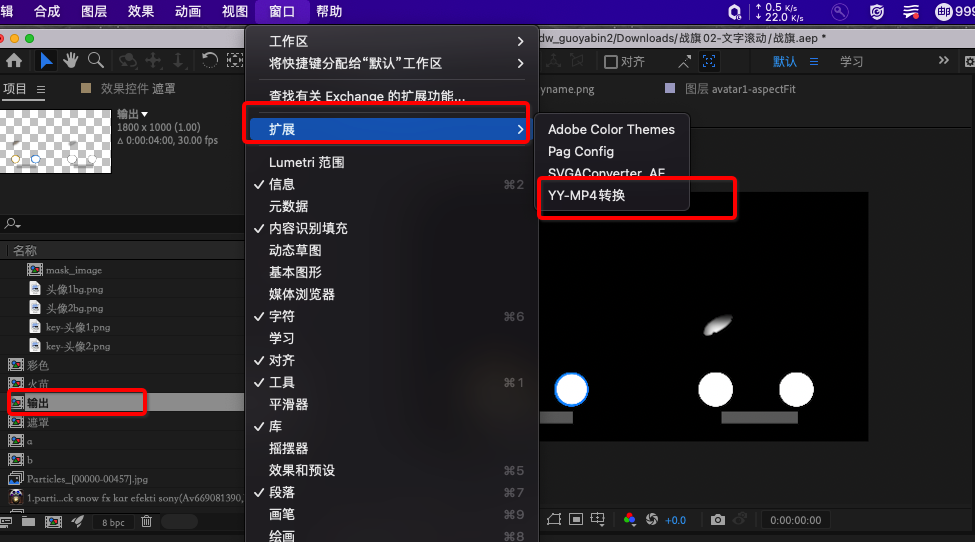 辑 合成 图层 效果 动画 视图 窗口 帮助
↑ 0.5 K/s
↓ 22.0 K/s
999
dw_guoyabin2/Downloads/战旗 02-文字滚动/战旗.aep *
对齐
默认 ≡ 学习 »
项目 ≡
效果控件 遮罩
yname.png
图层 avatar1-aspectFit
输出▼
1800 x 1000 (1.00)
Δ 0:00:04:00, 30.00 fps
名称
mask_image
头像1bg.png
头像2bg.png
key-头像1.png
key-头像2.png
彩色
火苗
输出
遮罩
a
b
Particles_[00000-00457].jpg
1.parti...ck snow fx kar efekti sony(Av669081390,
8 bpc
工作区
将快捷键分配给“默认”工作区
查找有关 Exchange 的扩展功能...
扩展
Lumetri 范围
✓ 信息 ⌘2
元数据
✓ 内容识别填充
动态草图
基本图形
媒体浏览器
✓ 字符 ⌘6
学习
✓ 对齐
✓ 工具 ⌘1
平滑器
✓ 库
摇摆器
效果和预设 ⌘5
✓ 段落 ⌘7
画笔 ⌘9
绘画 ⌘8
Adobe Color Themes
Pag Config
SVGAConverter_AE
YY-MP4转换
+0.0
0:00:00:00